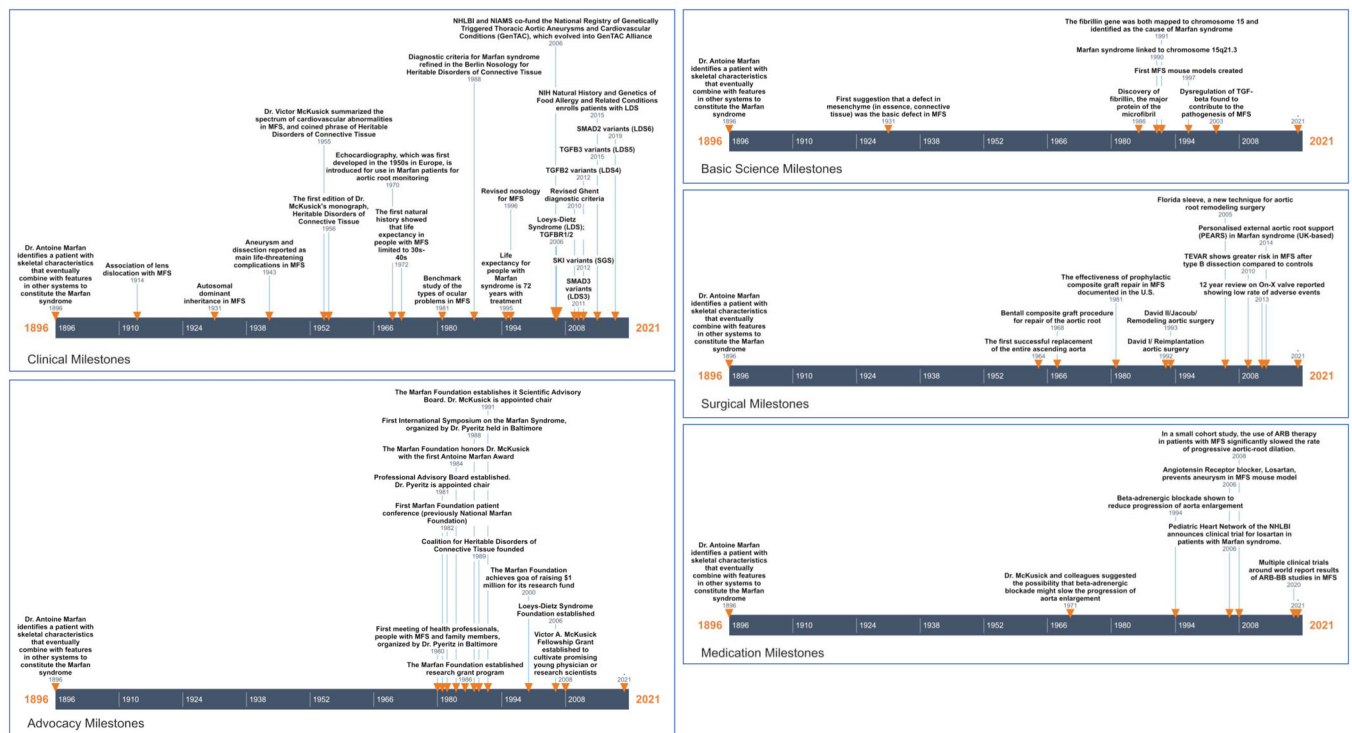 NHLBI and NIAMS co-fund the National Registry of Genetically
Triggered Thoracic Aortic Aneurysms and Cardiovascular
Conditions (GenTAC), which evolved into GenTAC Alliance
2006
Diagnostic criteria for Marfan syndrome
refined in the Berlin Nosology for
Heritable Disorders of Connective Tissue
1988
NIH Natural History and Genetics of
Food Allergy and Related Conditions
enrolls patients with LDS
2015
Dr. Victor McKusick summarized the
spectrum of cardiovascular abnormalities
in MFS, and coined phrase of Heritable
Disorders of Connective Tissue
1955
SMAD2 variants (LDS6)
2019
TGFB3 variants (LDS5)
2015
Echocardiography, which was first
developed in the 1950s in Europe, is
introduced for use in Marfan patients for
aortic root monitoring
1970
TGFB2 variants (LDS4)
2012
Revised nosology
for MFS
1996
Revised Ghent
diagnostic criteria
2010
The first edition of Dr.
McKusick's monograph,
Heritable Disorders of
Connective Tissue
1956
The first natural
history showed
that life
expectancy in
people with MFS
limited to 30s-
40s
1972
Loeys-Dietz
Syndrome (LDS);
TGFBR1/2
2006
Dr. Antoine Marfan
identifies a patient with
skeletal characteristics
that eventually
combine with features
in other systems to
constitute the Marfan
syndrome
1896
Association of lens
dislocation with MFS
1914
Autosomal
dominant
inheritance in MFS
1931
Aneurysm and
dissection reported as
main life-threatening
complications in MFS
1943
Benchmark
study of the
types of ocular
problems in MFS
1981
Life
expectancy for
people with
Marfan
syndrome is 72
years with
treatment
1995
SKI variants (SGS)
2012
SMAD3
variants
(LDS3)
2011
1896 1896 1910 1924 1938 1952 1966 1980 1994 2008 2021
Clinical Milestones
The Marfan Foundation establishes it Scientific Advisory
Board. Dr. McKusick is appointed chair
1991
First International Symposium on the Marfan Syndrome,
organized by Dr. Pyeritz held in Baltimore
1988
The Marfan Foundation honors Dr. McKusick
with the first Antoine Marfan Award
1984
Professional Advisory Board established.
Dr. Pyeritz is appointed chair
1981
First Marfan Foundation patient
conference (previously National Marfan
Foundation)
1982
Coalition for Heritable Disorders of
Connective Tissue founded
1989
The Marfan Foundation
achieves goa of raising $1
million for its research fund
2000
Loeys-Dietz Syndrome
Foundation established
2006
Dr. Antoine Marfan
identifies a patient with
skeletal characteristics
that eventually
combine with features
in other systems to
constitute the Marfan
syndrome
1896
First meeting of health professionals,
people with MFS and family members,
organized by Dr. Pyeritz in Baltimore
1980
The Marfan Foundation established
research grant program
1986
Victor A. McKusick
Fellowship Grant
established to
cultivate promising
young physician or
research scientists
2008
2021
1896 1896 1910 1924 1938 1952 1966 1980 1994 2008 2021
Advocacy Milestones
The fibrillin gene was both mapped to chromosome 15 and
identified as the cause of Marfan syndrome
1991
Marfan syndrome linked to chromosome 15q21.3
1990
First MFS mouse models created
1997
Dr. Antoine Marfan
identifies a patient with
skeletal characteristics
that eventually
combine with features
in other systems to
constitute the Marfan
syndrome
1896
First suggestion that a defect in
mesenchyme (in essence, connective
tissue) was the basic defect in MFS
1931
Discovery of
fibrillin, the major
protein of the
microfibril
1986
Dysregulation of TGF-
beta found to
contribute to the
pathogenesis of MFS
2003
2021
1896 1896 1910 1924 1938 1952 1966 1980 1994 2008 2021
Basic Science Milestones
Florida sleeve, a new technique for aortic
root remodeling surgery
2005
Personalised external aortic root support
(PEARS) in Marfan syndrome (UK-based)
2014
TEVAR shows greater risk in MFS after
type B dissection compared to controls
2010
12 year review on On-X valve reported
showing low rate of adverse events
2013
The effectiveness of prophylactic
composite graft repair in MFS
documented in the U.S.
1981
Dr. Antoine Marfan
identifies a patient with
skeletal characteristics
that eventually
combine with features
in other systems to
constitute the Marfan
syndrome
1896
Bentall composite graft procedure
for repair of the aortic root
1968
The first successful replacement
of the entire ascending aorta
1964
David II/Jacoub/
Remodeling aortic surgery
1993
David I/ Reimplantation
aortic surgery
1992
2021
1896 1896 1910 1924 1938 1952 1966 1980 1994 2008 2021
Surgical Milestones
In a small cohort study, the use of ARB therapy
in patients with MFS significantly slowed the rate
of progressive aortic-root dilation.
2008
Angiotensin Receptor blocker, Losartan,
prevents aneurysm in MFS mouse model
2006
Beta-adrenergic blockade shown to
reduce progression of aorta enlargement
1994
Pediatric Heart Network of the NHLBI
announces clinical trial for losartan in
patients with Marfan syndrome.
2006
Dr. Antoine Marfan
identifies a patient with
skeletal characteristics
that eventually
combine with features
in other systems to
constitute the Marfan
syndrome
1896
Dr. McKusick and colleagues suggested
the possibility that beta-adrenergic
blockade might slow the progression of
aorta enlargement
1971
Multiple clinical trials
around world report results
of ARB-BB studies in MFS
2020
2021
1896 1896 1910 1924 1938 1952 1966 1980 1994 2008 2021
Medication Milestones